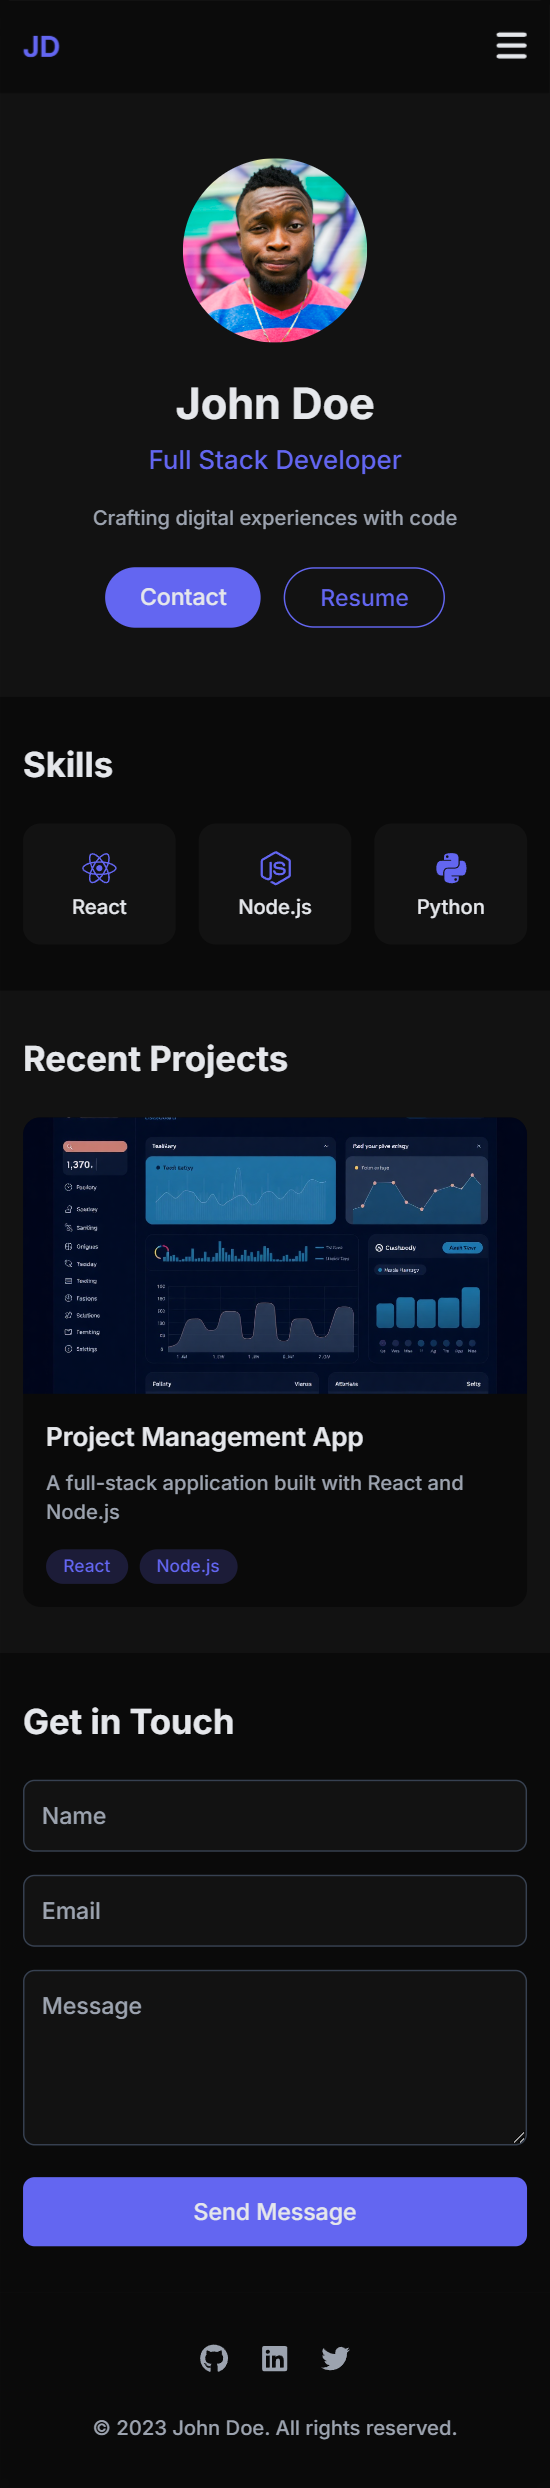 JD
John Doe
Full Stack Developer
Crafting digital experiences with code
Contact
Resume
Skills
React
Node.js
Python
Recent Projects
1,370.
Project Management App
A full-stack application built with React and
Node.js
React
Node.js
Get in Touch
Name
Email
Message
Send Message
© 2023 John Doe. All rights reserved.